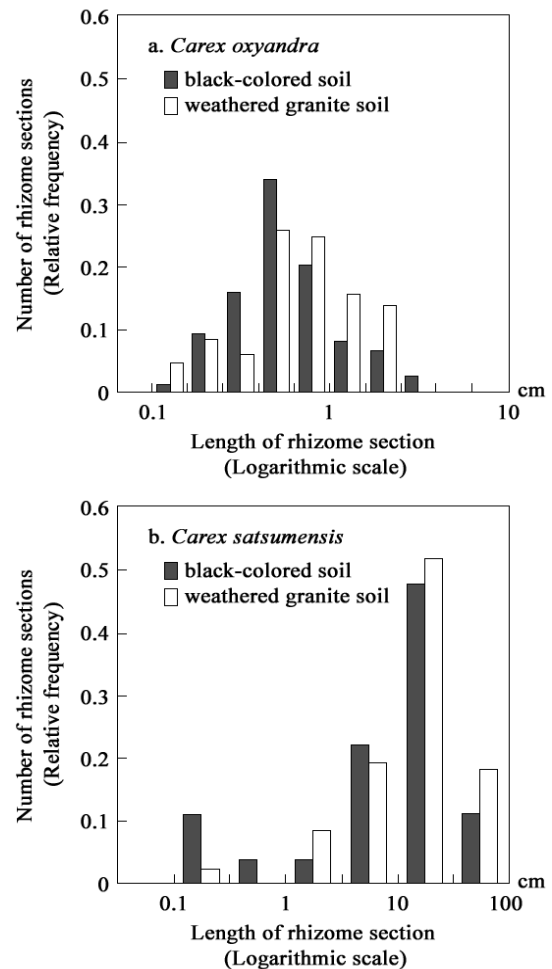 0.6
a. Carex oxyandra
black-colored soil
weathered granite soil
0.5
0.4
0.3
0.2
0.1
0
Number of rhizome sections
(Relative frequency)
0.1
1
10
cm
Length of rhizome section
(Logarithmic scale)
0.6
b. Carex satsumensis
black-colored soil
weathered granite soil
0.5
0.4
0.3
0.2
0.1
0
Number of rhizome sections
(Relative frequency)
0.1
1
10
100
cm
Length of rhizome section
(Logarithmic scale)